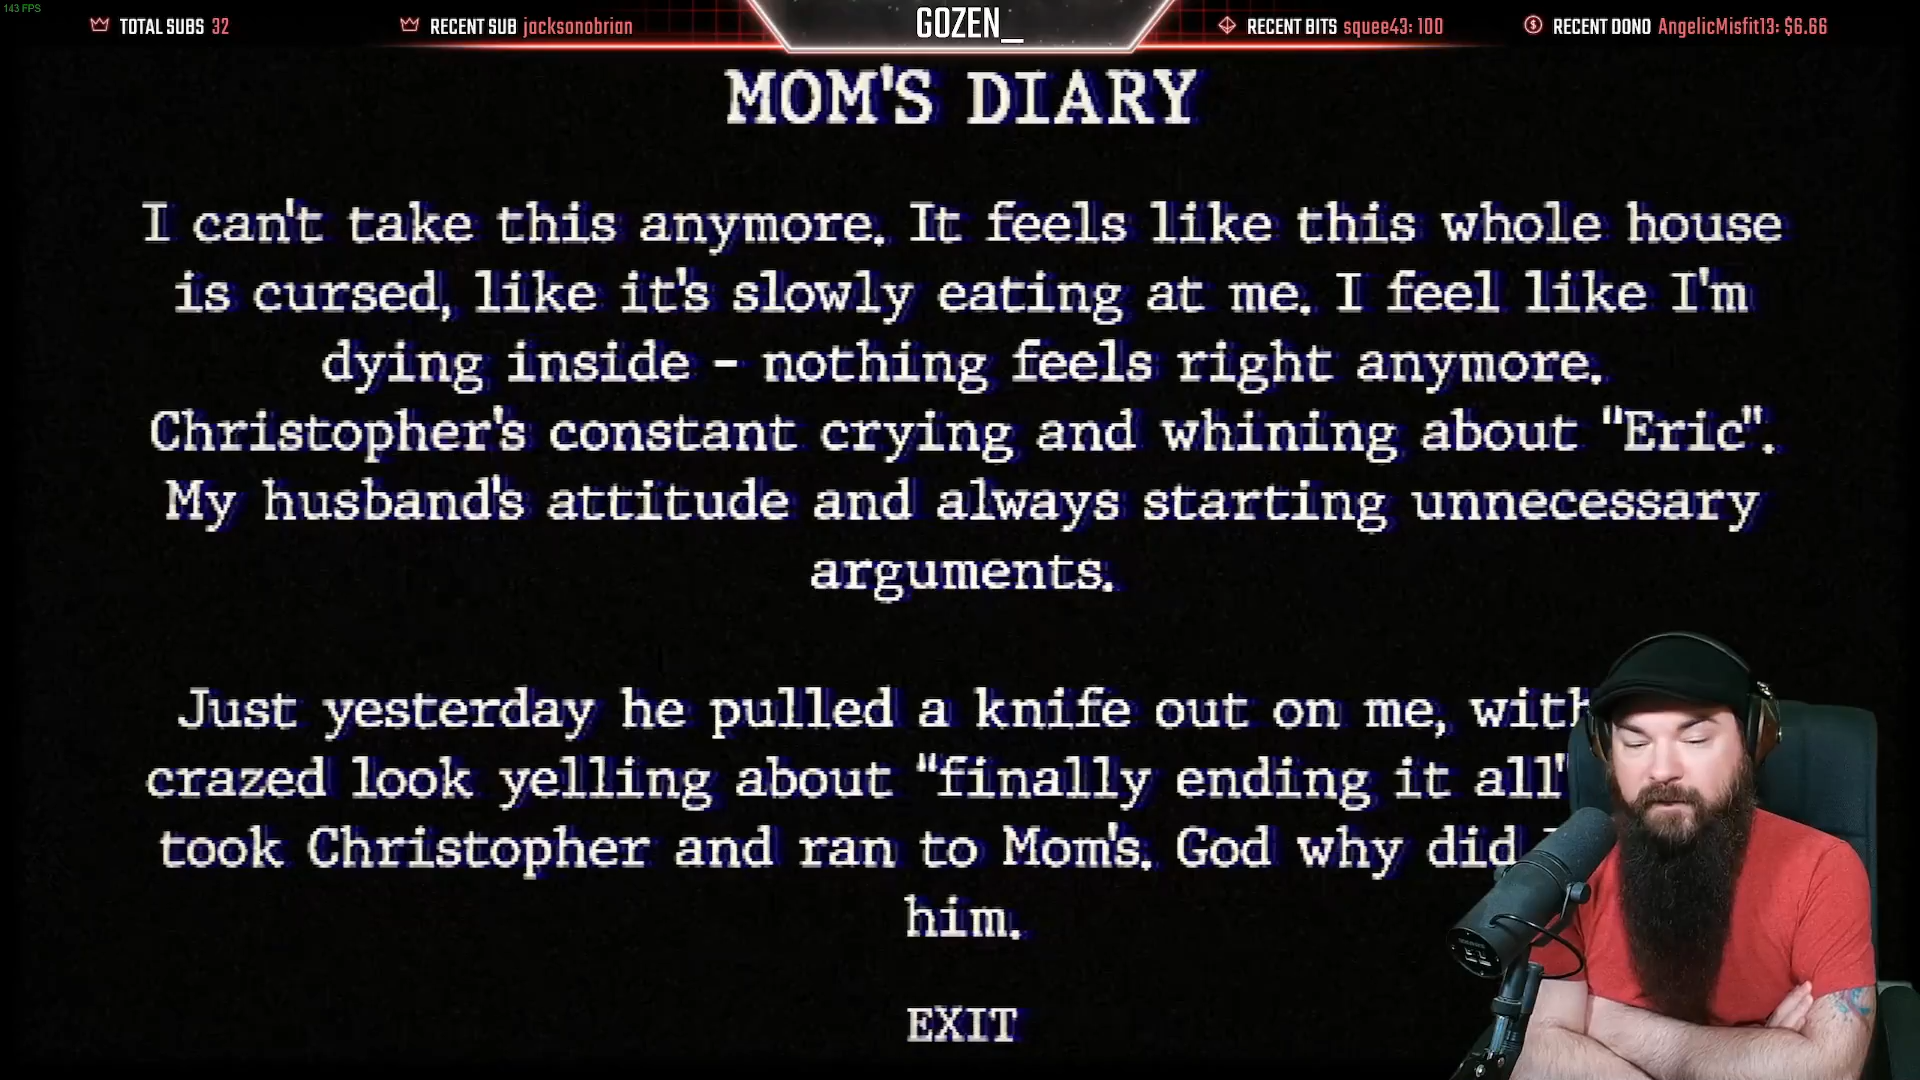 143 FPS
TOTAL SUBS 32
RECENT SUB jacksonobrian
GOZEN_
RECENT BITS squee43: 100
RECENT DONO AngelicMisfit13: $6.66
MOM'S DIARY
I can't take this anymore. It feels like this whole house
is cursed, like it's slowly eating at me. I feel like I'm
dying inside - nothing feels right anymore.
Christopher's constant crying and whining about "Eric".
My husband's attitude and always starting unnecessary
arguments.
Just yesterday he pulled a knife out on me, with
crazed look yelling about "finally ending it all"
took Christopher and ran to Mom's. God why did
him.
EXIT